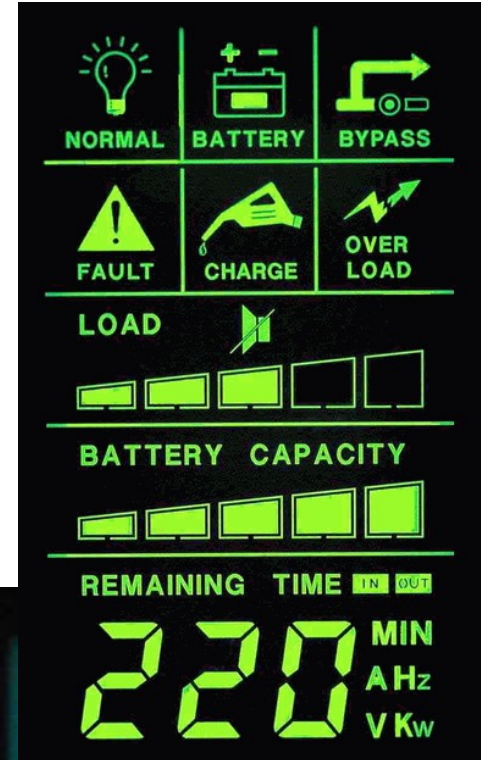 NORMAL BATTERY BYPASS
FAULT CHARGE OVER LOAD
LOAD
BATTERY CAPACITY
REMAINING TIME IN OUT
220 MIN
A Hz
V Kw